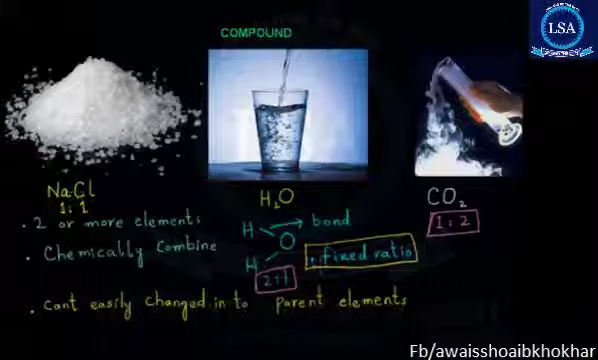 COMPOUND
LSA
NaCl
1:1
H₂O
CO₂
1:2
. 2 or more elements
. Chemically Combine
H
O
H
bond
2:1
. fixed ratio
. Cant easily changed in to parent elements
Fb/awaisshoaibkhokhar